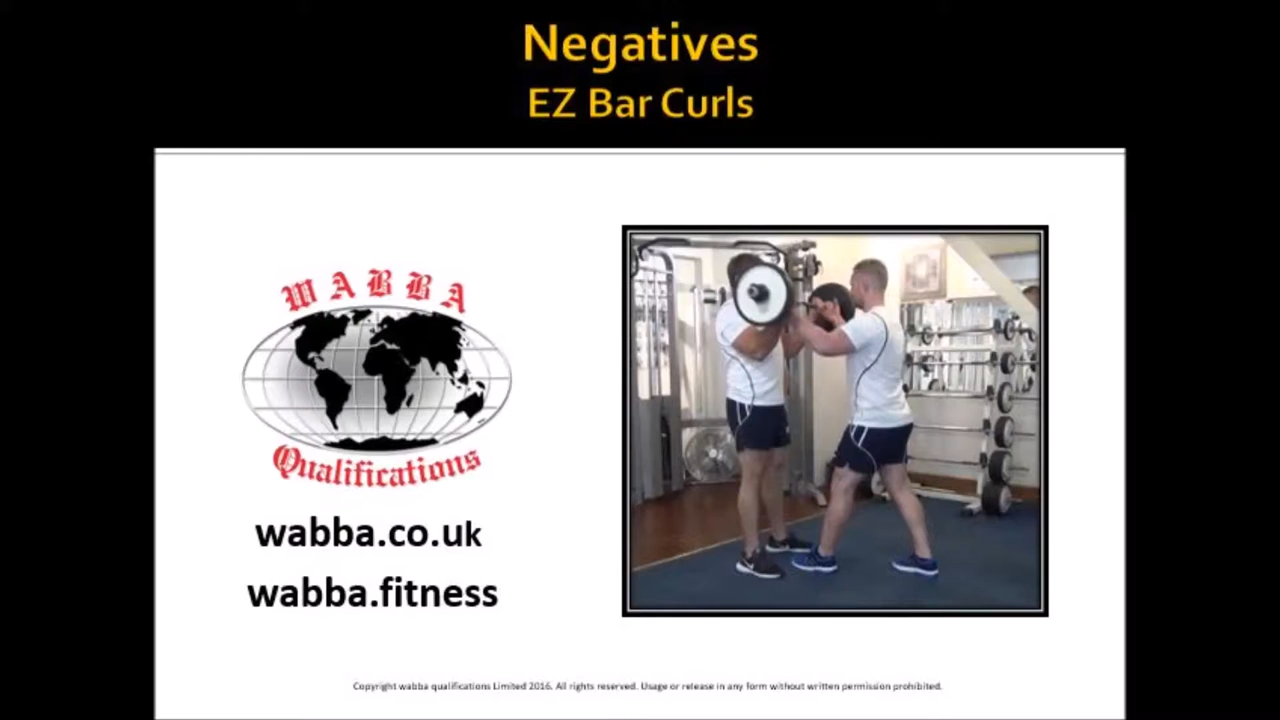 Negatives
EZ Bar Curls
WABBA
Qualifications
wabba.co.uk
wabba.fitness
Copyright wabba qualifications Limited 2016. All rights reserved. Usage or release in any form without written permission prohibited.